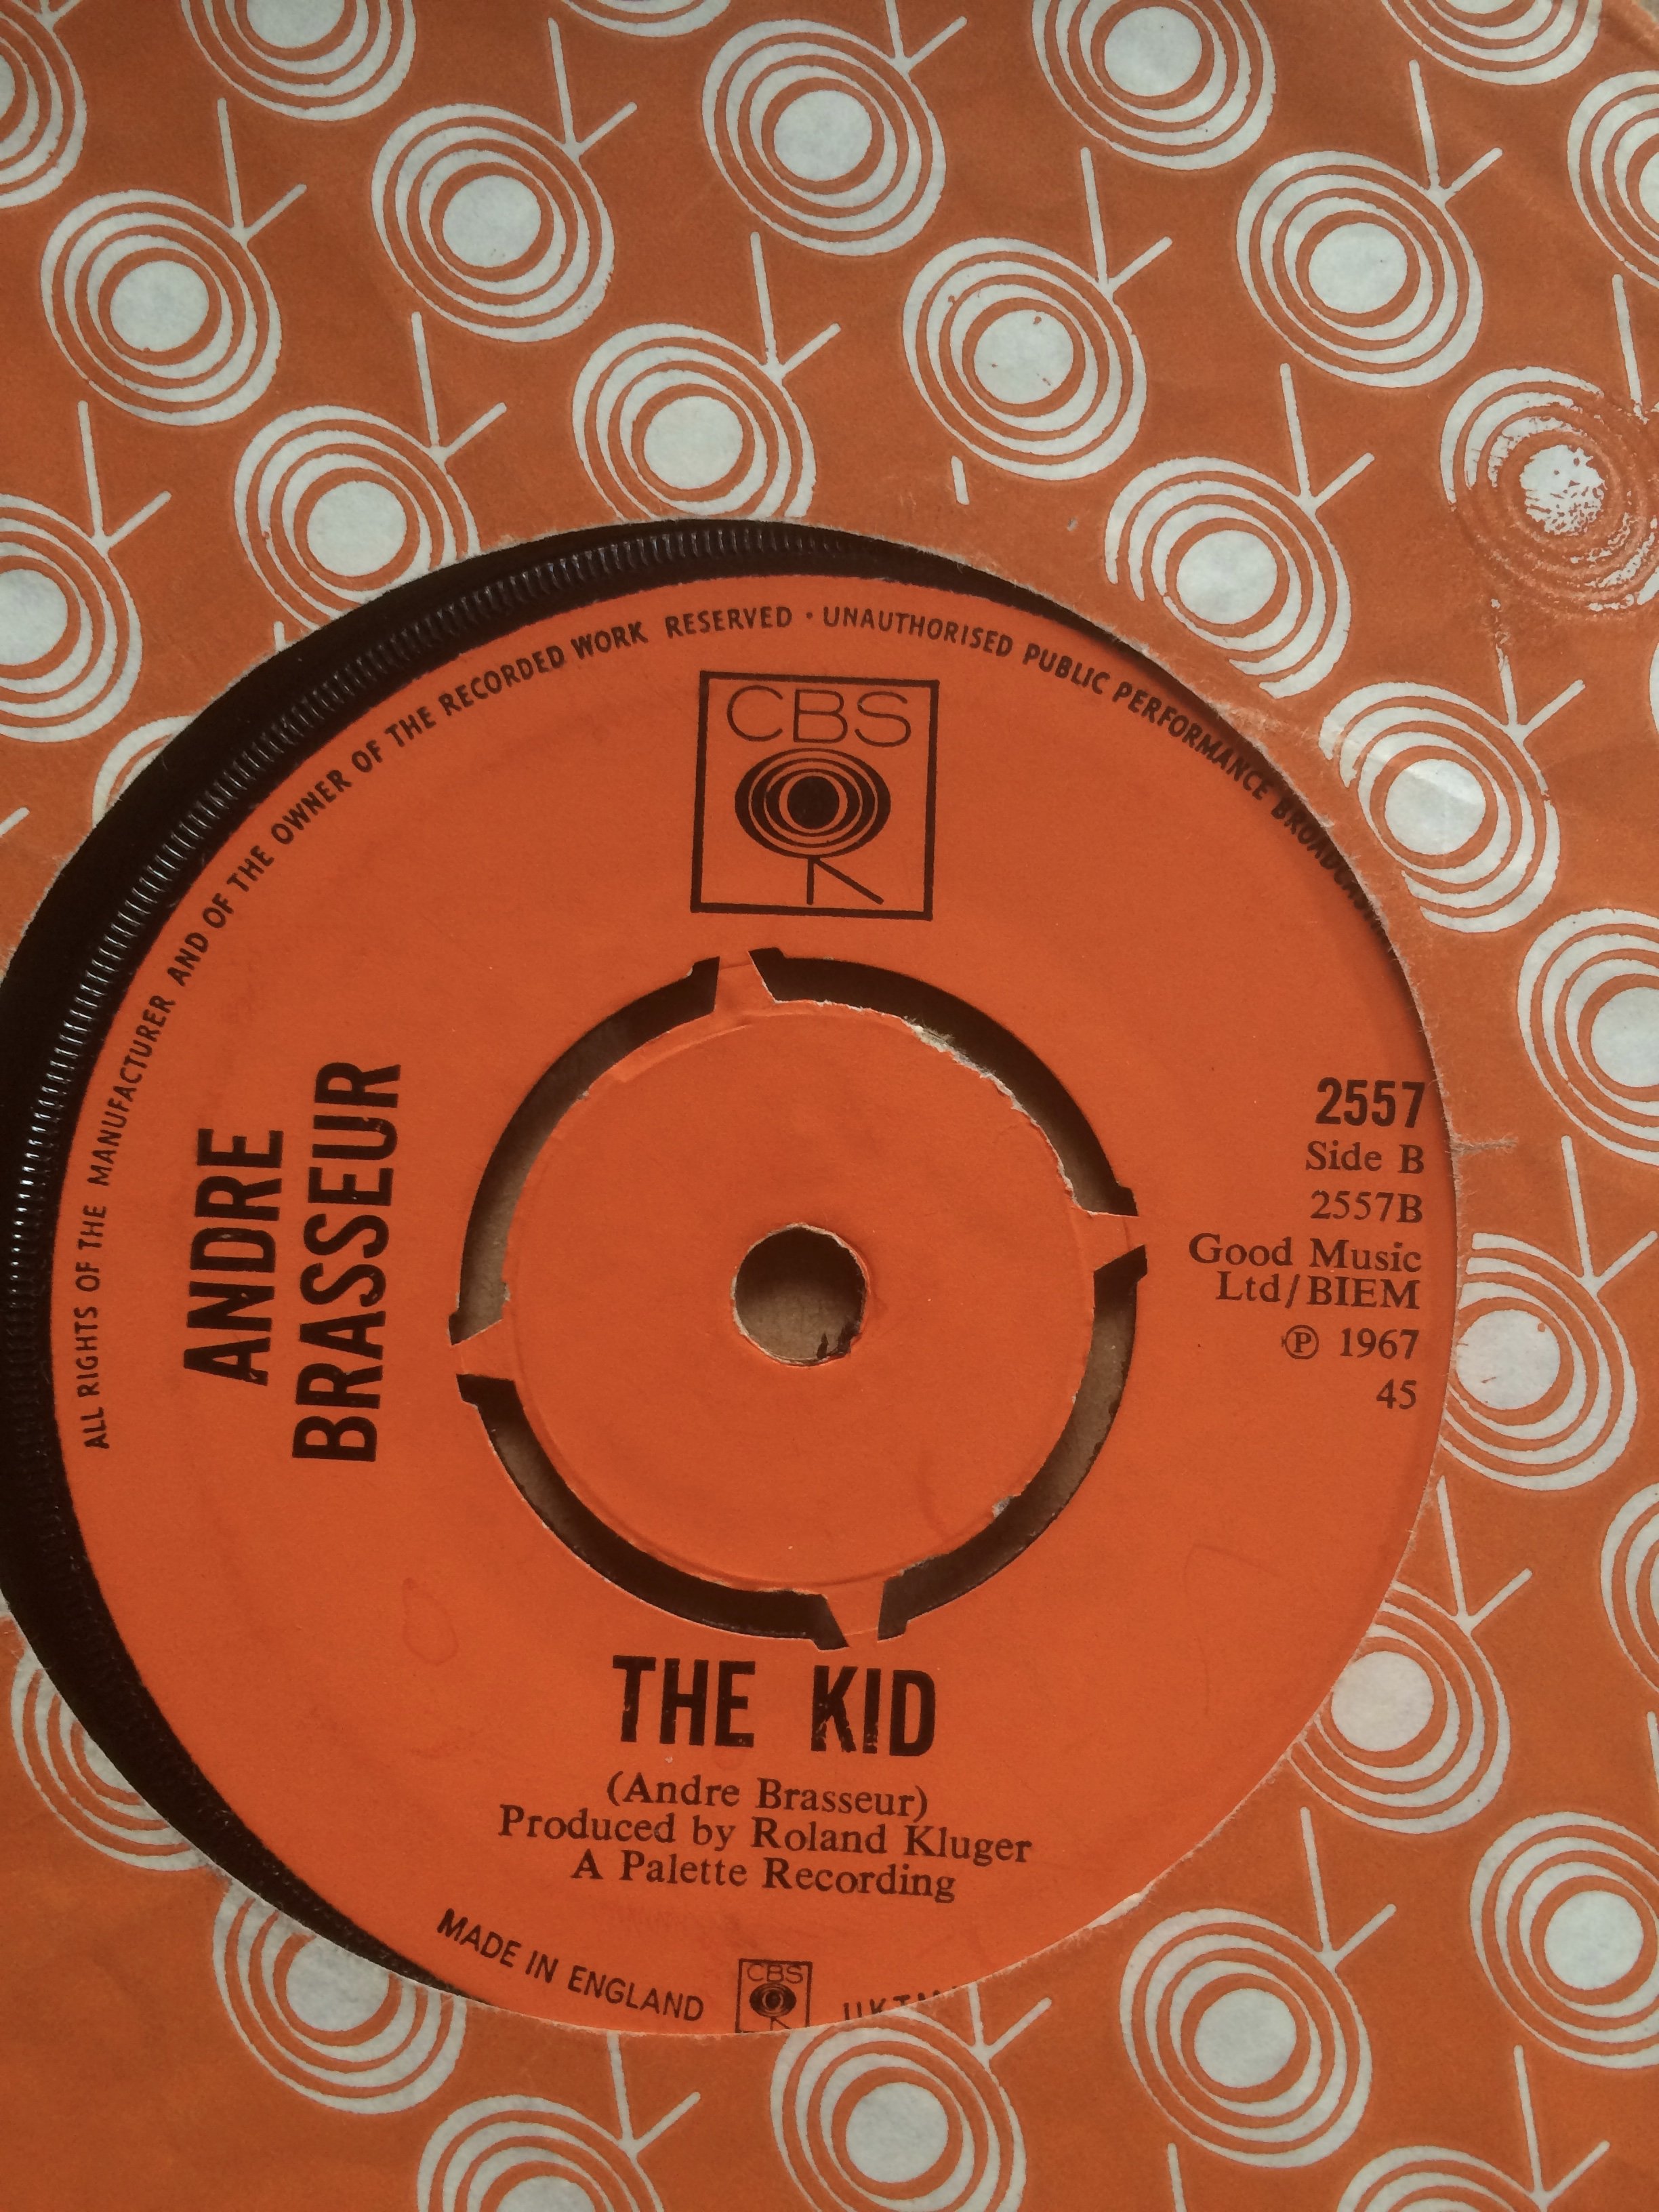 ALL RIGHTS OF THE MANUFACTURER AND OF THE OWNER OF THE RECORDED WORK RESERVED · UNAUTHORISED PUBLIC PERFORMANCE
CBS
ANDRE
BRASSEUR
2557
Side B
2557B
Good Music
Ltd/BIEM
℗ 1967
45
THE KID
(Andre Brasseur)
Produced by Roland Kluger
A Palette Recording
MADE IN ENGLAND
CBS